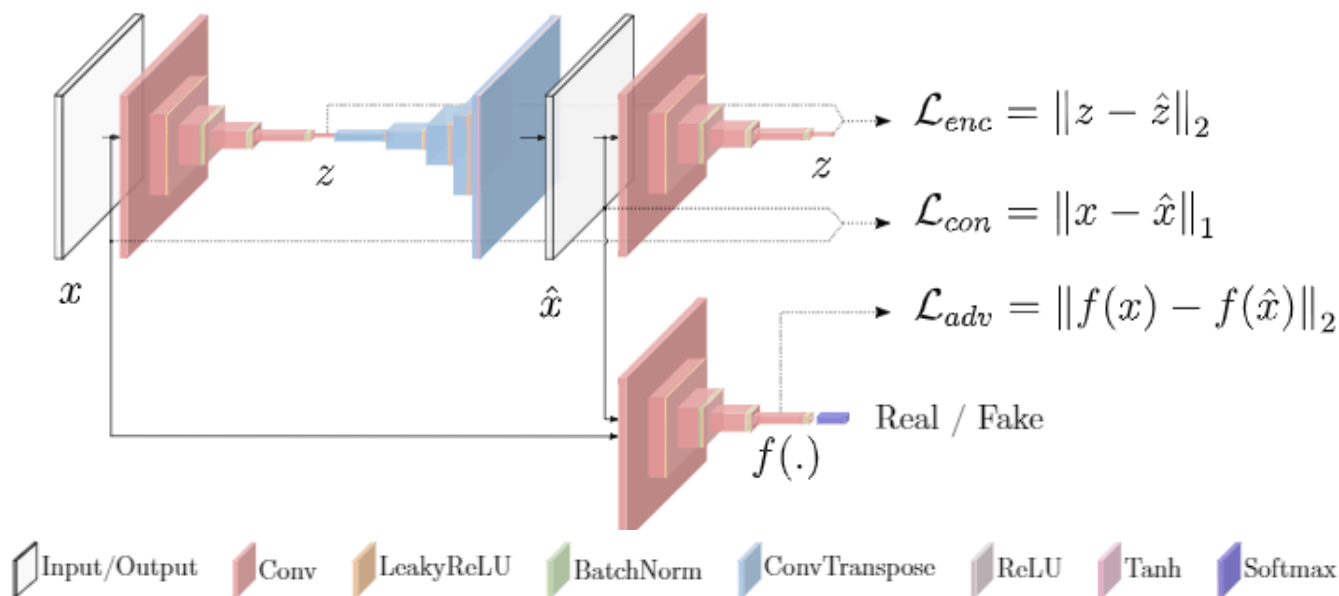 z
z
x
x̂
ℒ_enc = ‖z − ẑ‖₂
ℒ_con = ‖x − x̂‖₁
ℒ_adv = ‖f(x) − f(x̂)‖₂
Real / Fake
f(.)
Input/Output Conv LeakyReLU BatchNorm ConvTranspose ReLU Tanh Softmax